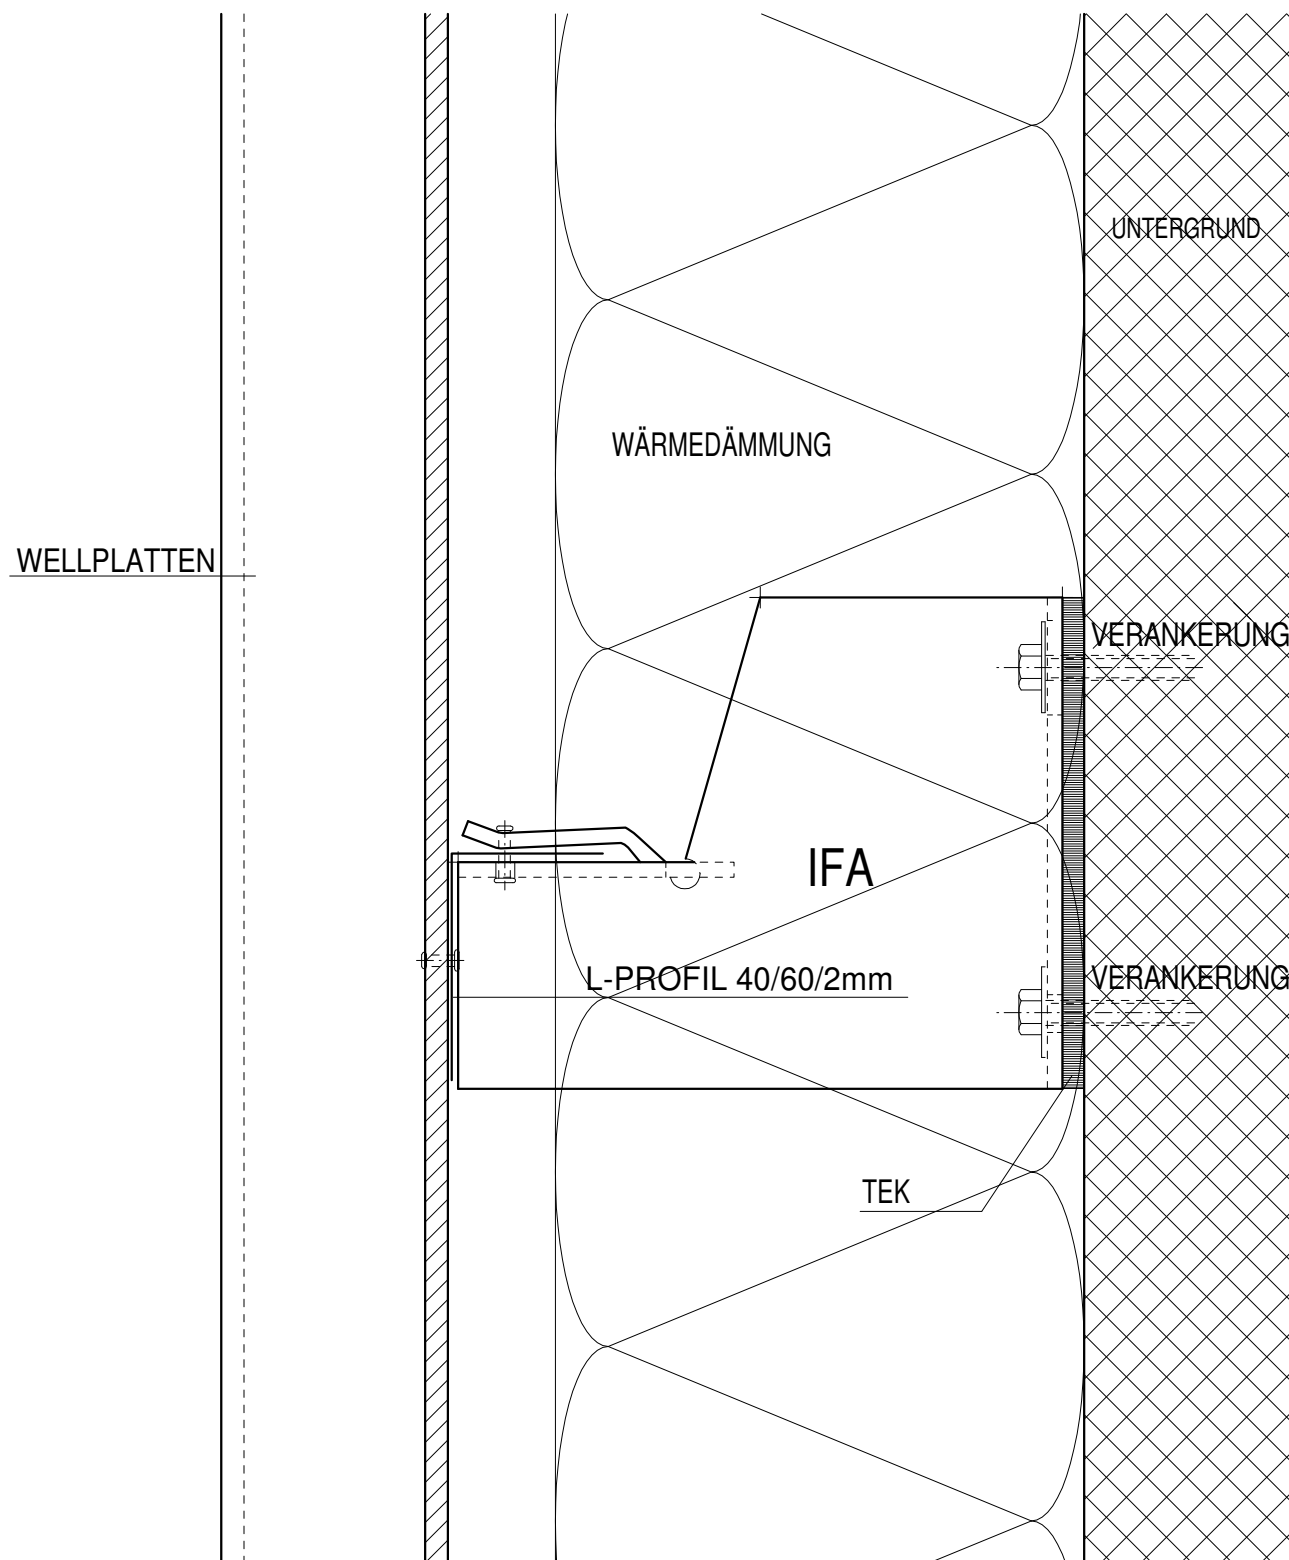 UNTERGRUND
WÄRMEDÄMMUNG
WELLPLATTEN
VERANKERUNG
IFA
L-PROFIL 40/60/2mm
VERANKERUNG
TEK